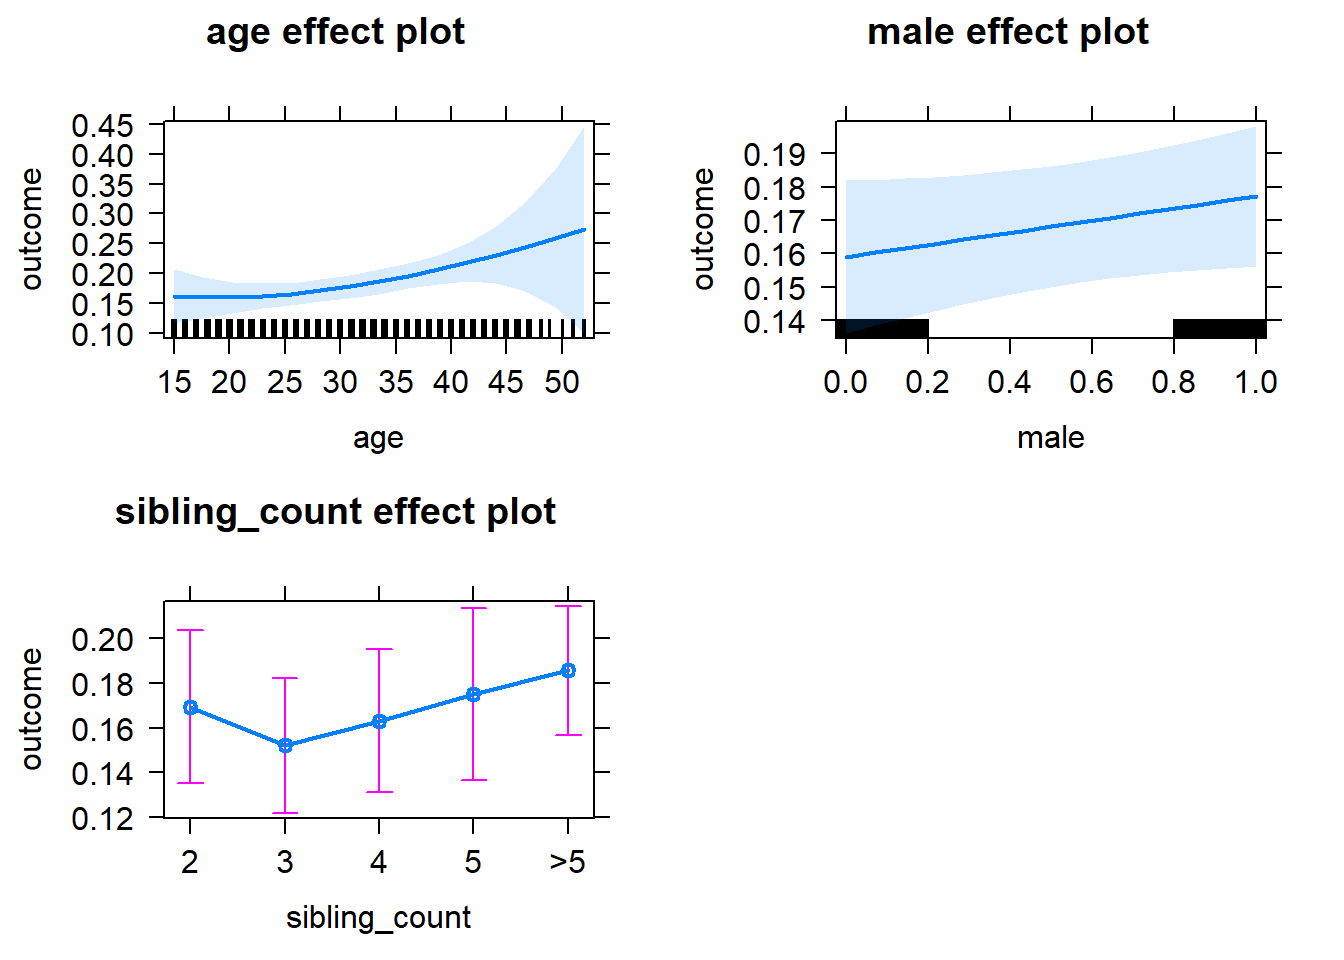 age effect plot
outcome
0.45
0.40
0.35
0.30
0.25
0.20
0.15
0.10
15 20 25 30 35 40 45 50
age
male effect plot
outcome
0.19
0.18
0.17
0.16
0.15
0.14
0.0 0.2 0.4 0.6 0.8 1.0
male
sibling_count effect plot
outcome
0.20
0.18
0.16
0.14
0.12
2 3 4 5 >5
sibling_count